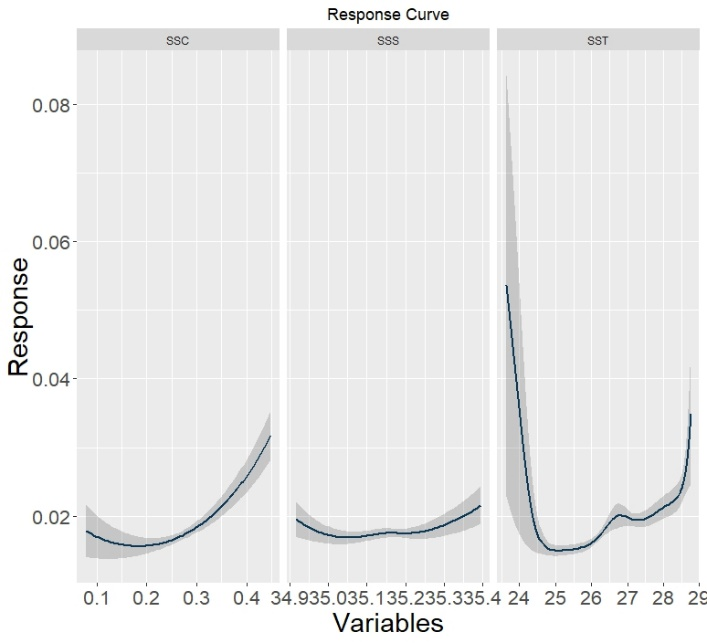 Response Curve
SSC SSS SST
0.08
0.06
0.04
0.02
Response
0.1 0.2 0.3 0.4 34.935.035.135.235.335.4 24 25 26 27 28 29
Variables